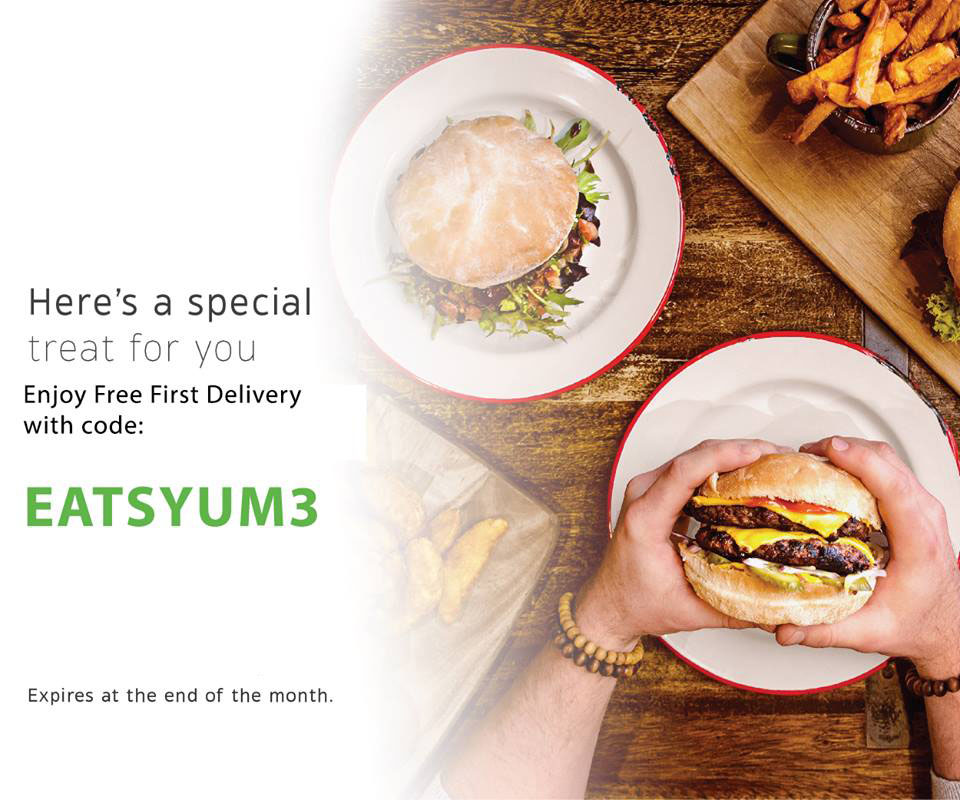 Here's a special
treat for you
Enjoy Free First Delivery
with code:
EATSYUM3
Expires at the end of the month.